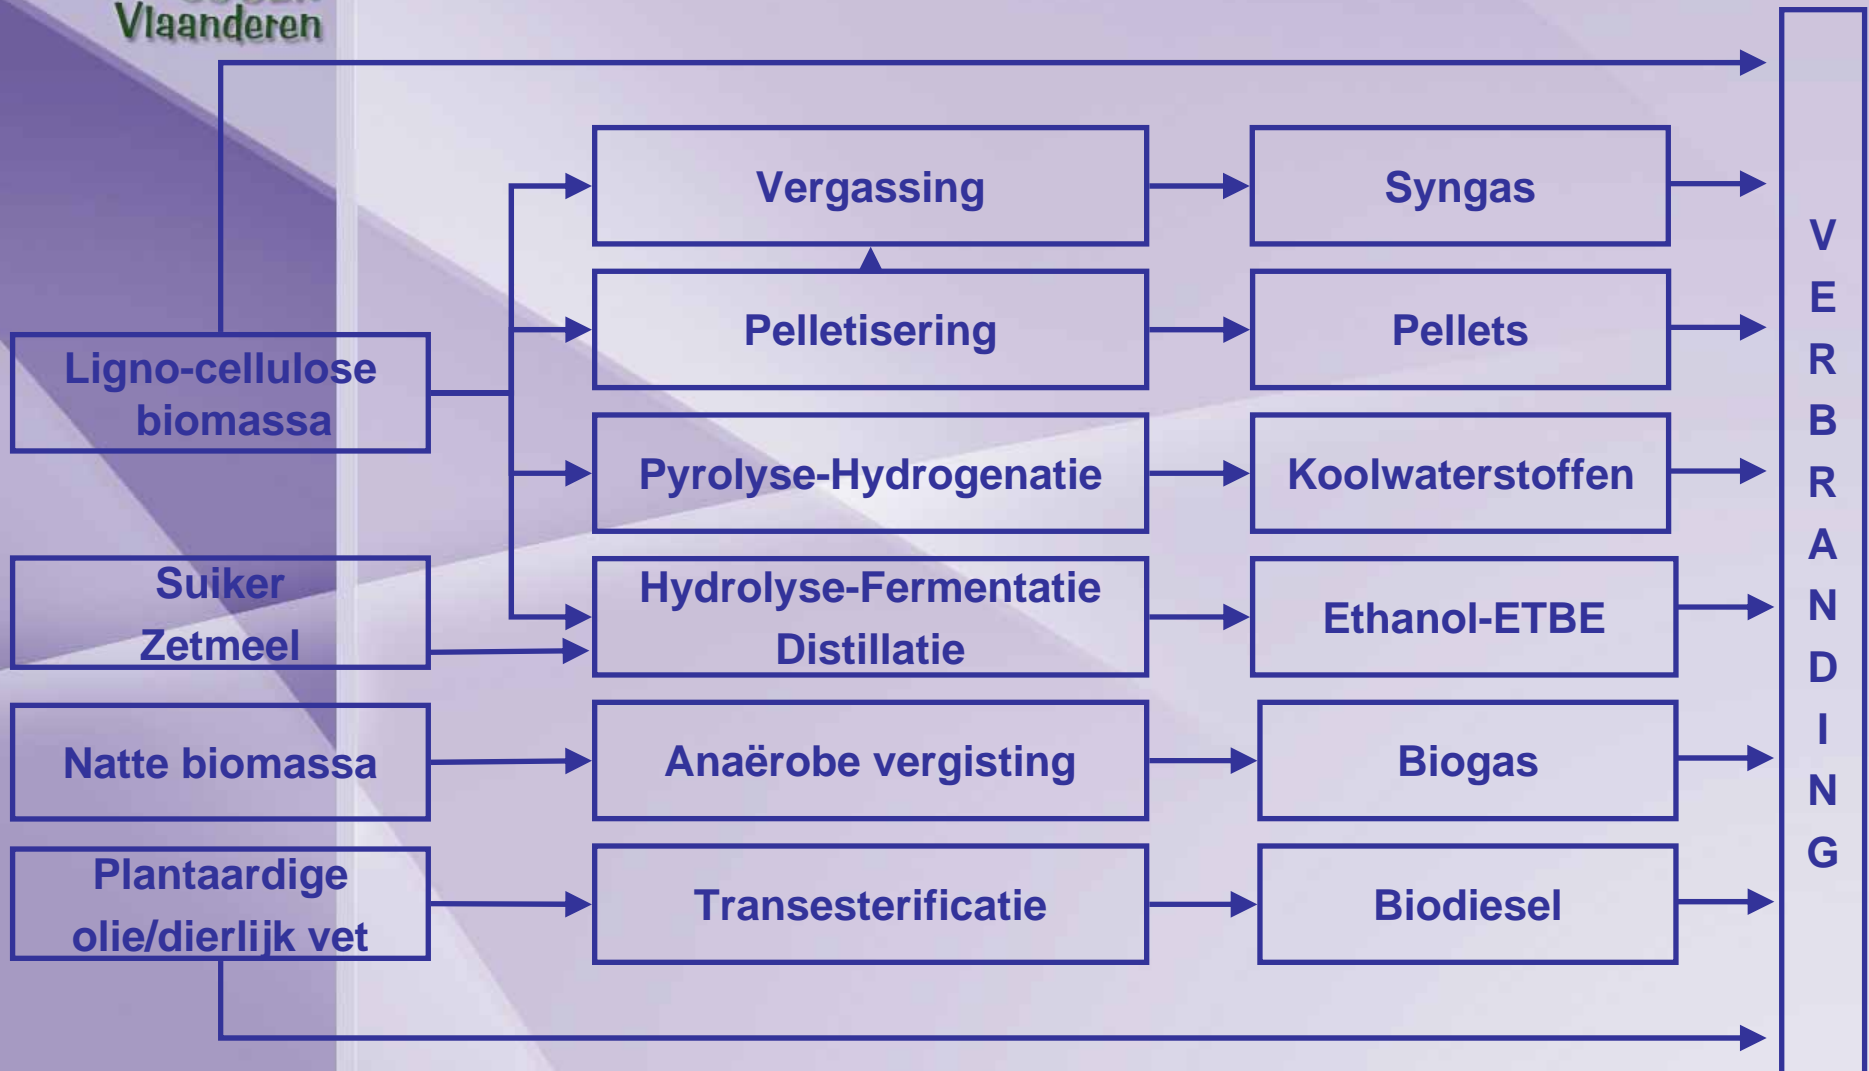 Vlaanderen
Vergassing
Syngas
Pelletisering
Pellets
Ligno-cellulose
biomassa
Pyrolyse-Hydrogenatie
Koolwaterstoffen
Suiker
Zetmeel
Hydrolyse-Fermentatie
Distillatie
Ethanol-ETBE
Natte biomassa
Anaërobe vergisting
Biogas
Plantaardige
olie/dierlijk vet
Transesterificatie
Biodiesel
V
E
R
B
R
A
N
D
I
N
G